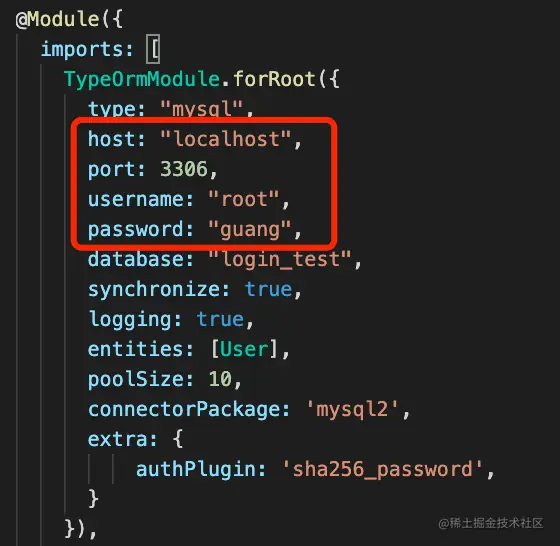 @Module({
imports: [
TypeOrmModule.forRoot({
type: "mysql",
host: "localhost",
port: 3306,
username: "root",
password: "guang",
database: "login_test",
synchronize: true,
logging: true,
entities: [User],
poolSize: 10,
connectorPackage: 'mysql2',
extra: {
authPlugin: 'sha256_password',
}
}),
@稀土掘金技术社区